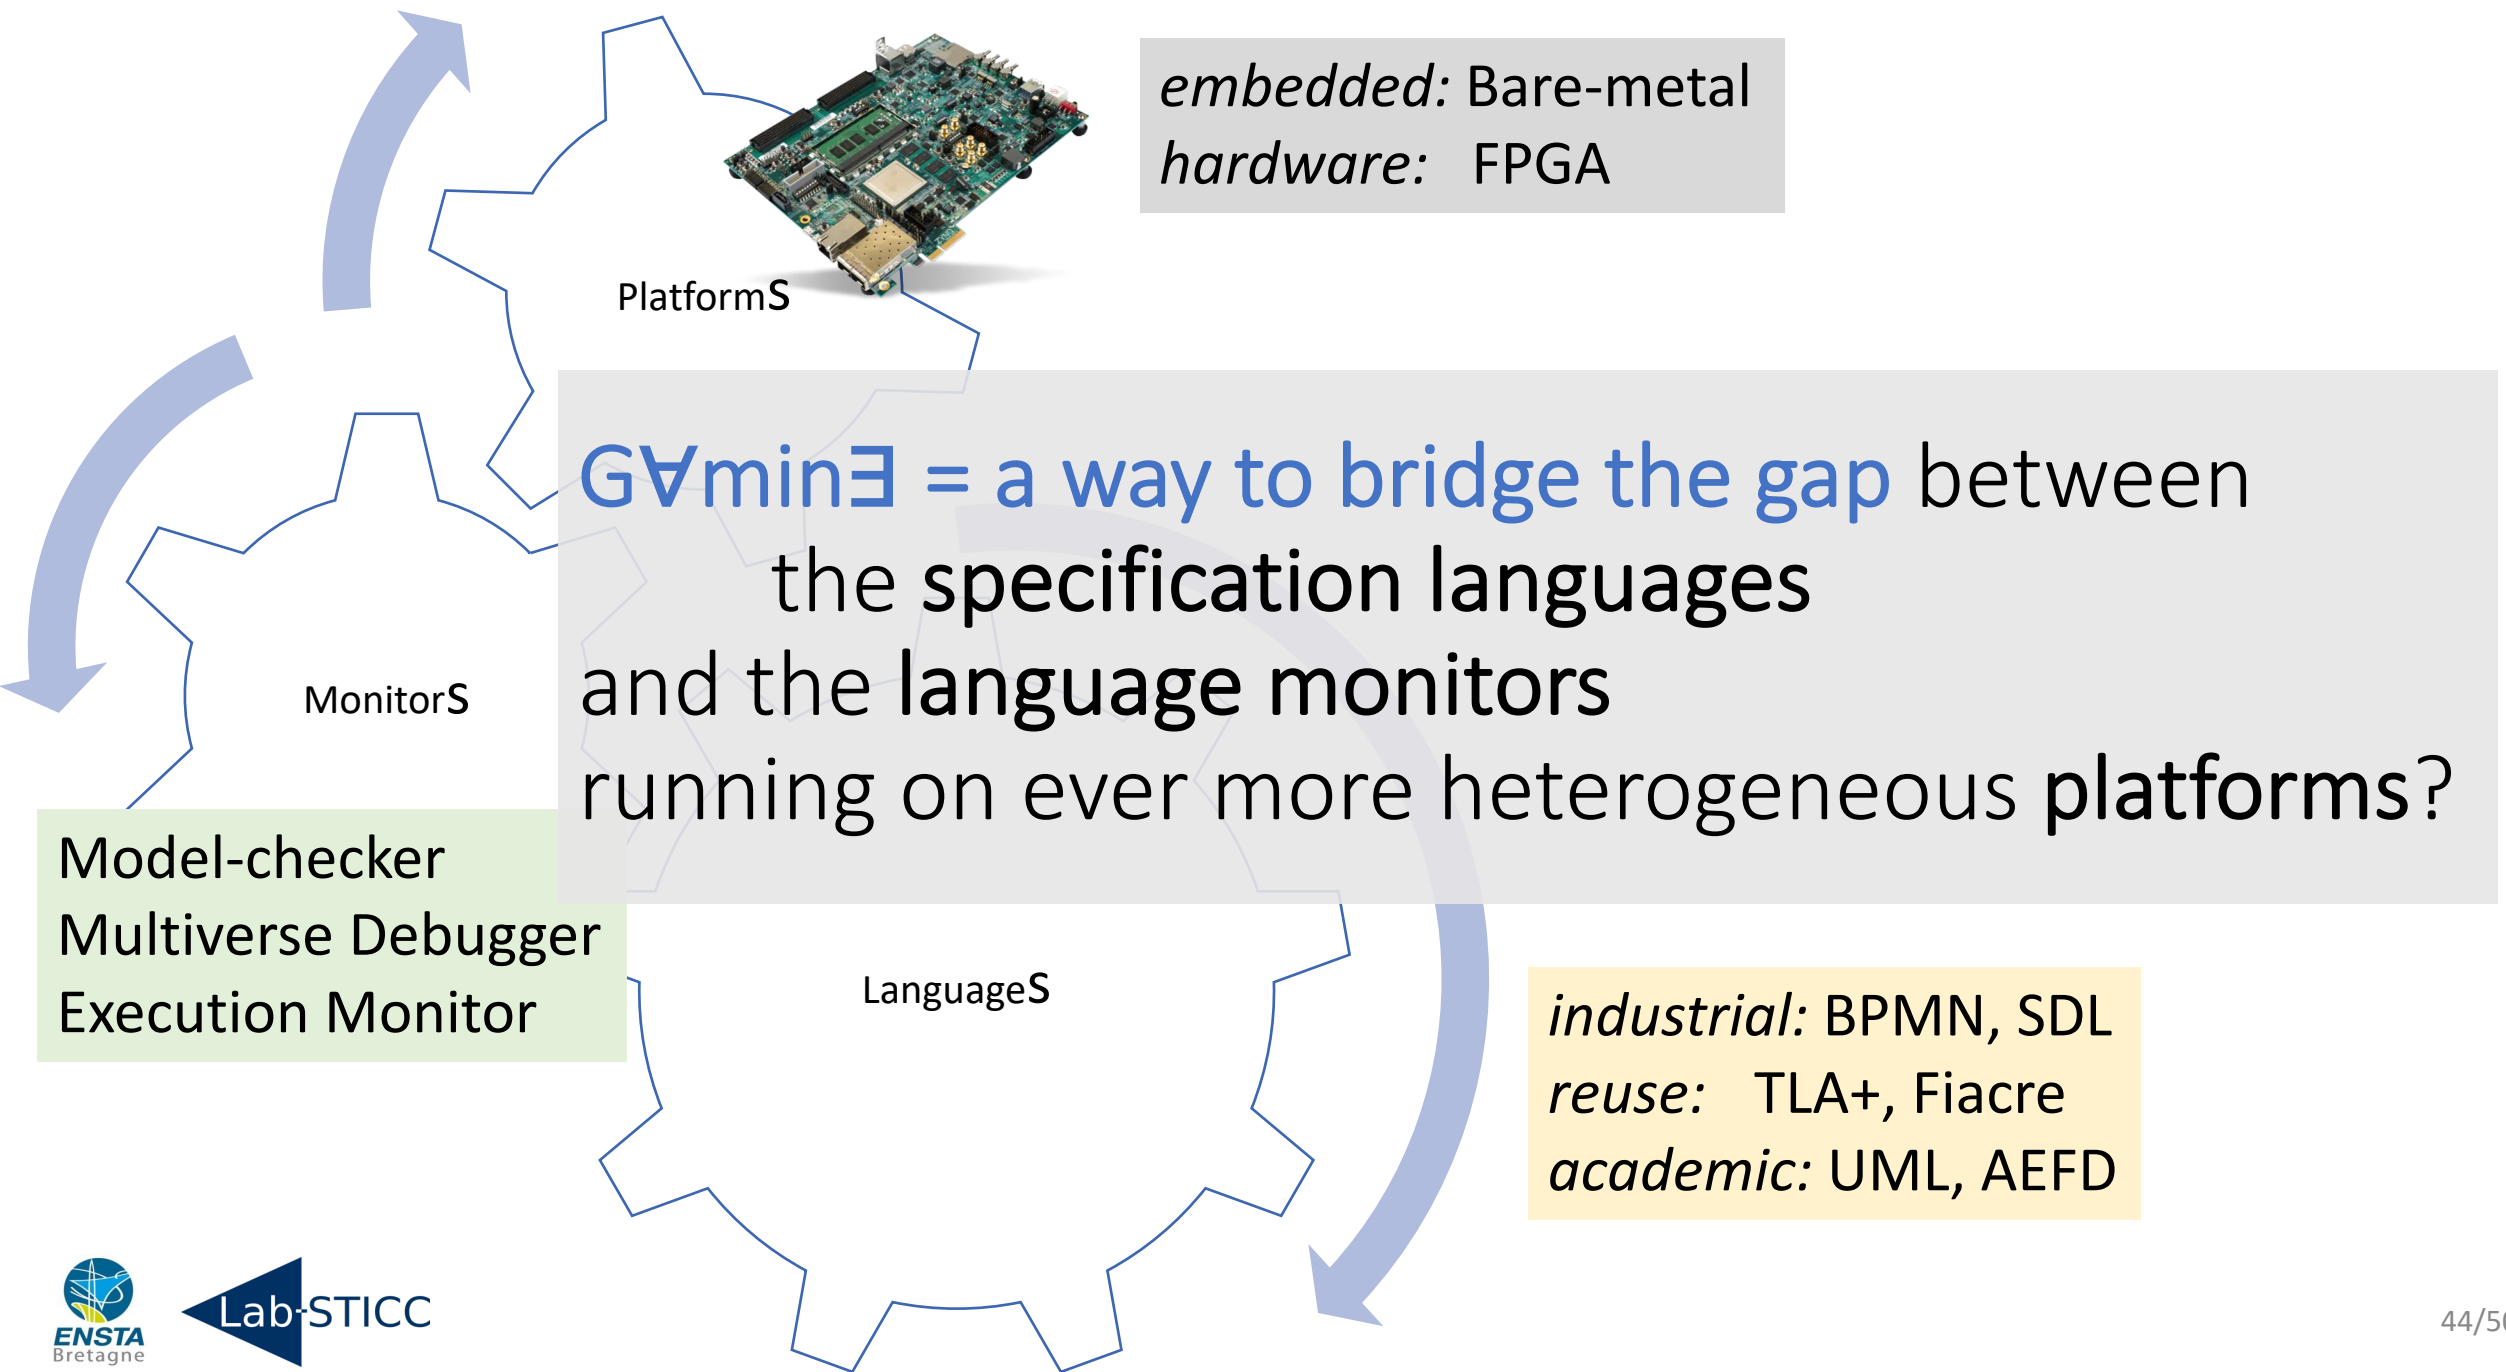 embedded: Bare-metal
hardware: FPGA
Platforms
G∀min∃ = a way to bridge the gap between
the specification languages
and the language monitors
running on ever more heterogeneous platforms?
Monitors
Model-checker
Multiverse Debugger
Execution Monitor
Languages
industrial: BPMN, SDL
reuse: TLA+, Fiacre
academic: UML, AEFD
ENSTA
Bretagne
Lab-STICC
44/50